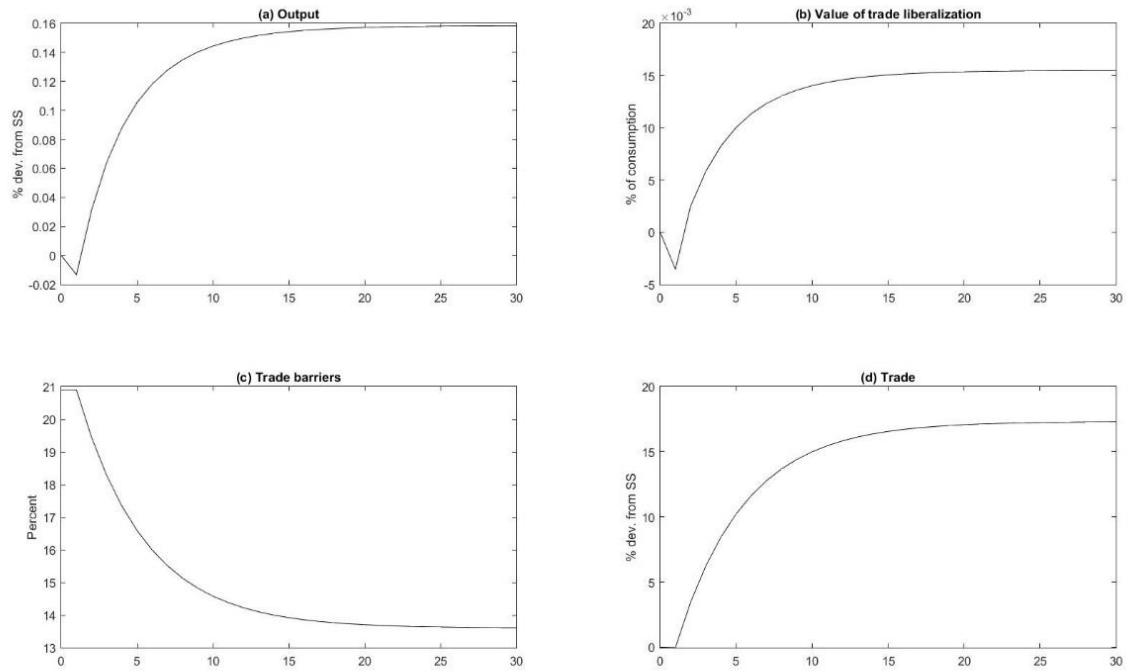 (a) Output
% dev. from SS
0.16
0.14
0.12
0.1
0.08
0.06
0.04
0.02
0
-0.02
0 5 10 15 20 25 30
(b) Value of trade liberalization
×10-3
% of consumption
20
15
10
5
0
-5
0 5 10 15 20 25 30
(c) Trade barriers
Percent
21
20
19
18
17
16
15
14
13
0 5 10 15 20 25 30
(d) Trade
% dev. from SS
20
15
10
5
0
0 5 10 15 20 25 30